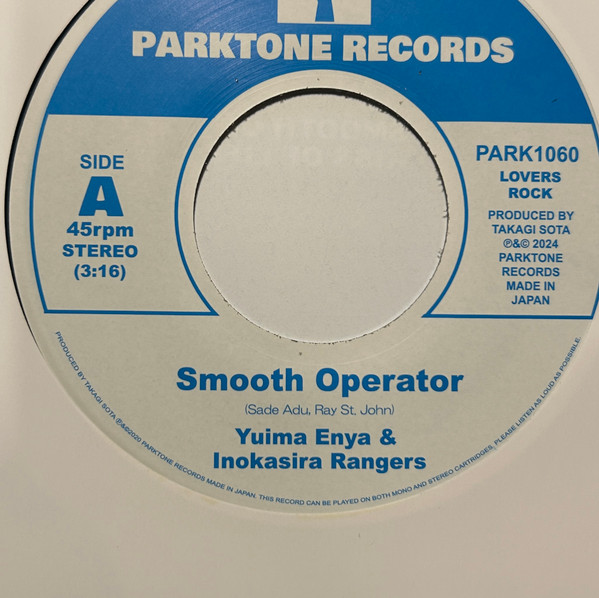 PARKTONE RECORDS
SIDE
A
45rpm
STEREO
(3:16)
PARK1060
LOVERS
ROCK
PRODUCED BY
TAKAGI SOTA
℗&© 2024
PARKTONE
RECORDS
MADE IN
JAPAN
Smooth Operator
(Sade Adu, Ray St. John)
Yuima Enya &
Inokasira Rangers
PRODUCED BY TAKAGI SOTA ℗&©2020 PARKTONE RECORDS MADE IN JAPAN. THIS RECORD CAN BE PLAYED ON BOTH MONO AND STEREO CARTRIDGES. PLEASE LISTEN AS LOUD AS POSSIBLE.